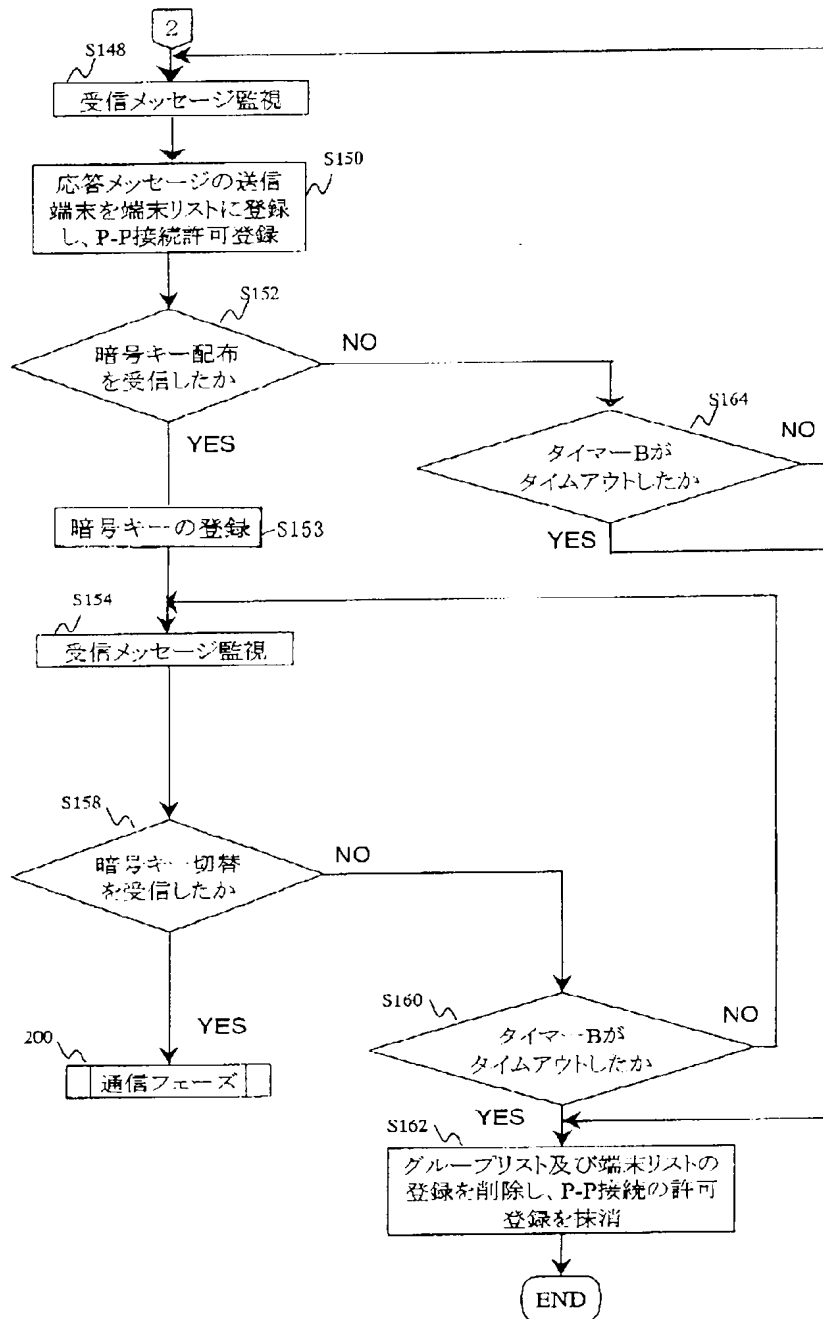 2
S148
受信メッセージ監視
S150
応答メッセージの送信
端末を端末リストに登録
し、P-P接続許可登録
S152
暗号キー配布
を受信したか
NO
YES
S164
タイマーBが
タイムアウトしたか
NO
YES
暗号キーの登録
S153
S154
受信メッセージ監視
S158
暗号キー切替
を受信したか
NO
YES
200
通信フェーズ
S160
タイマーBが
タイムアウトしたか
NO
YES
S162
グループリスト及び端末リストの
登録を削除し、P-P接続の許可
登録を抹消
END